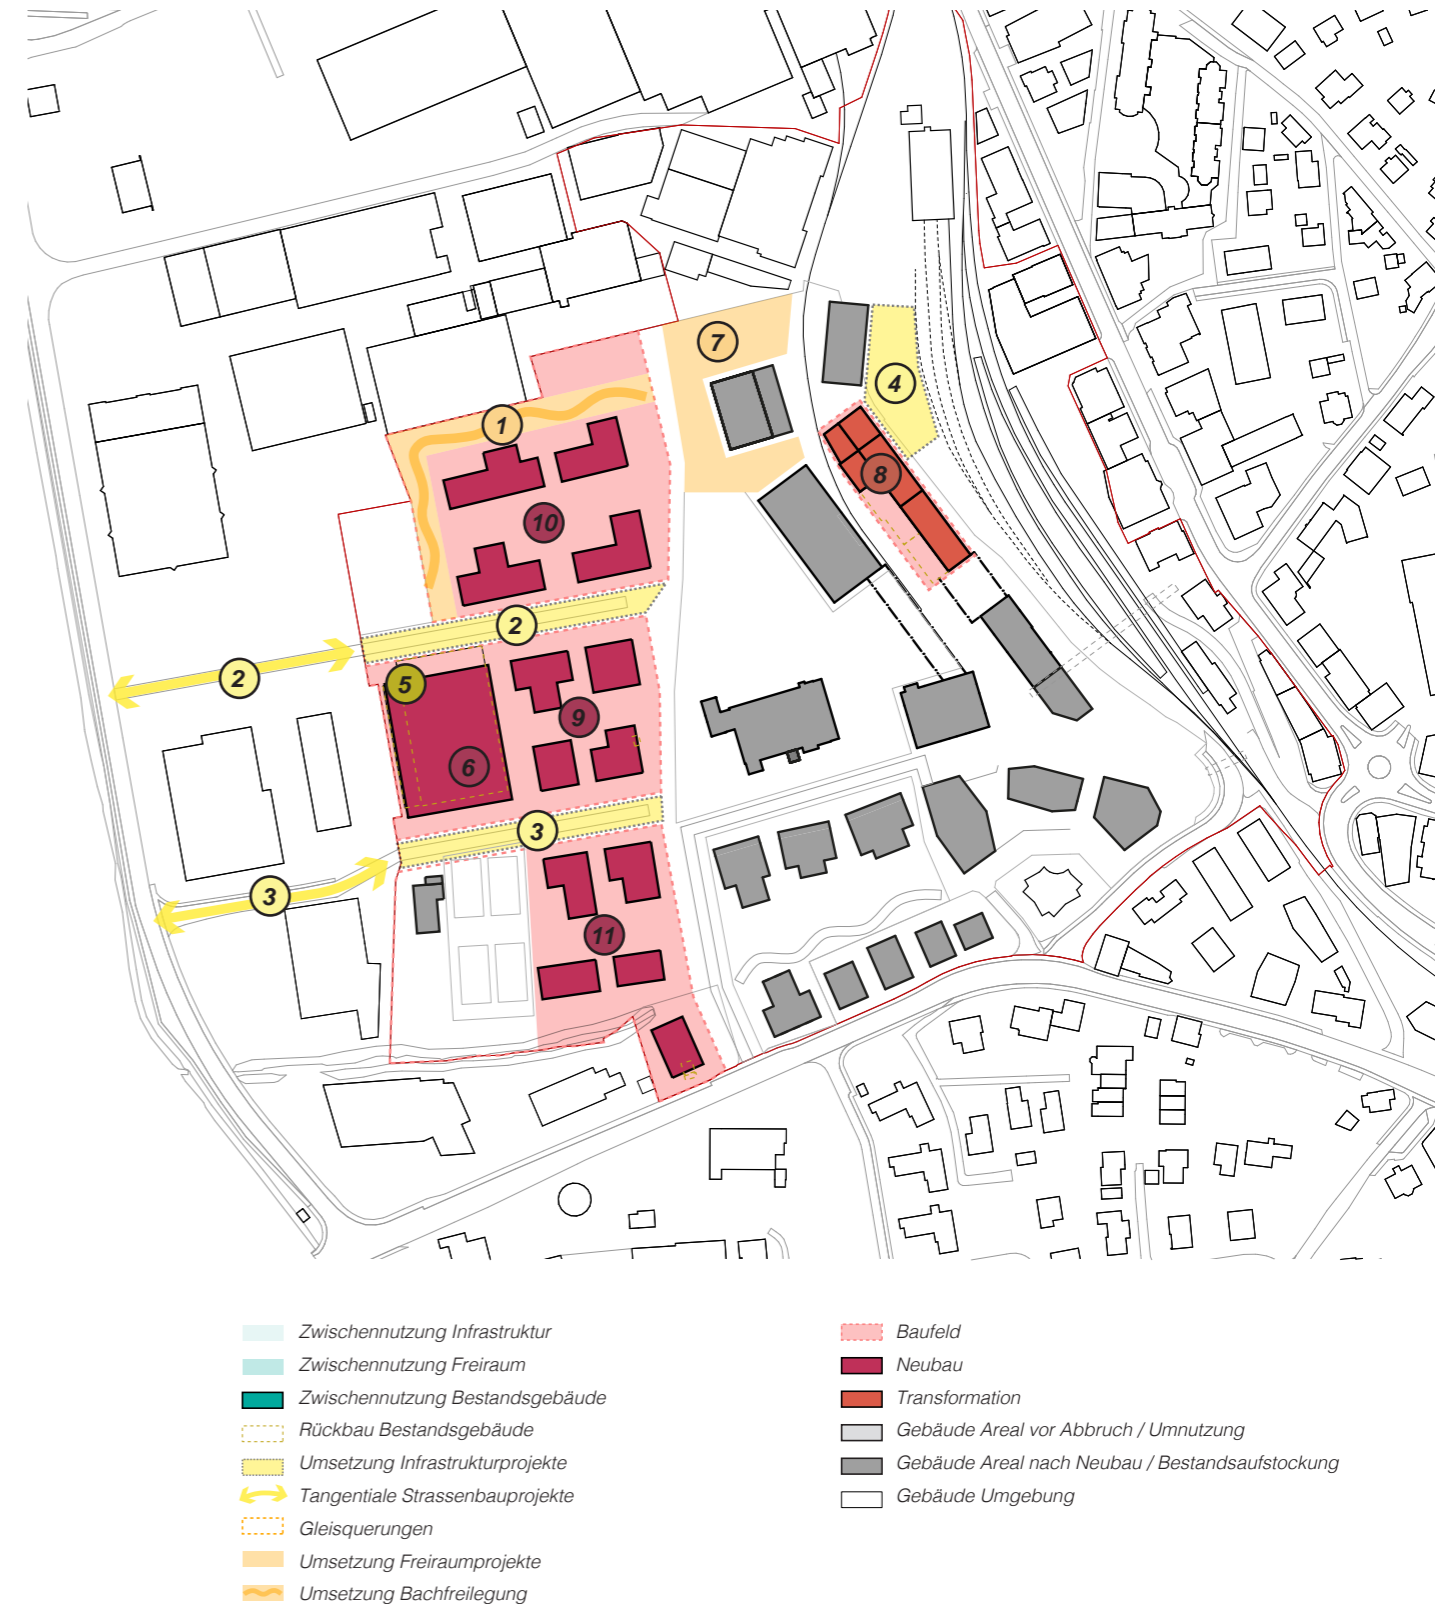 7
4
1
8
10
2
2
5
9
6
3
3
11
Zwischennutzung Infrastruktur
Zwischennutzung Freiraum
Zwischennutzung Bestandsgebäude
Rückbau Bestandsgebäude
Umsetzung Infrastrukturprojekte
Tangentiale Strassenbauprojekte
Gleisquerungen
Umsetzung Freiraumprojekte
Umsetzung Bachfreilegung
Baufeld
Neubau
Transformation
Gebäude Areal vor Abbruch / Umnutzung
Gebäude Areal nach Neubau / Bestandsaufstockung
Gebäude Umgebung